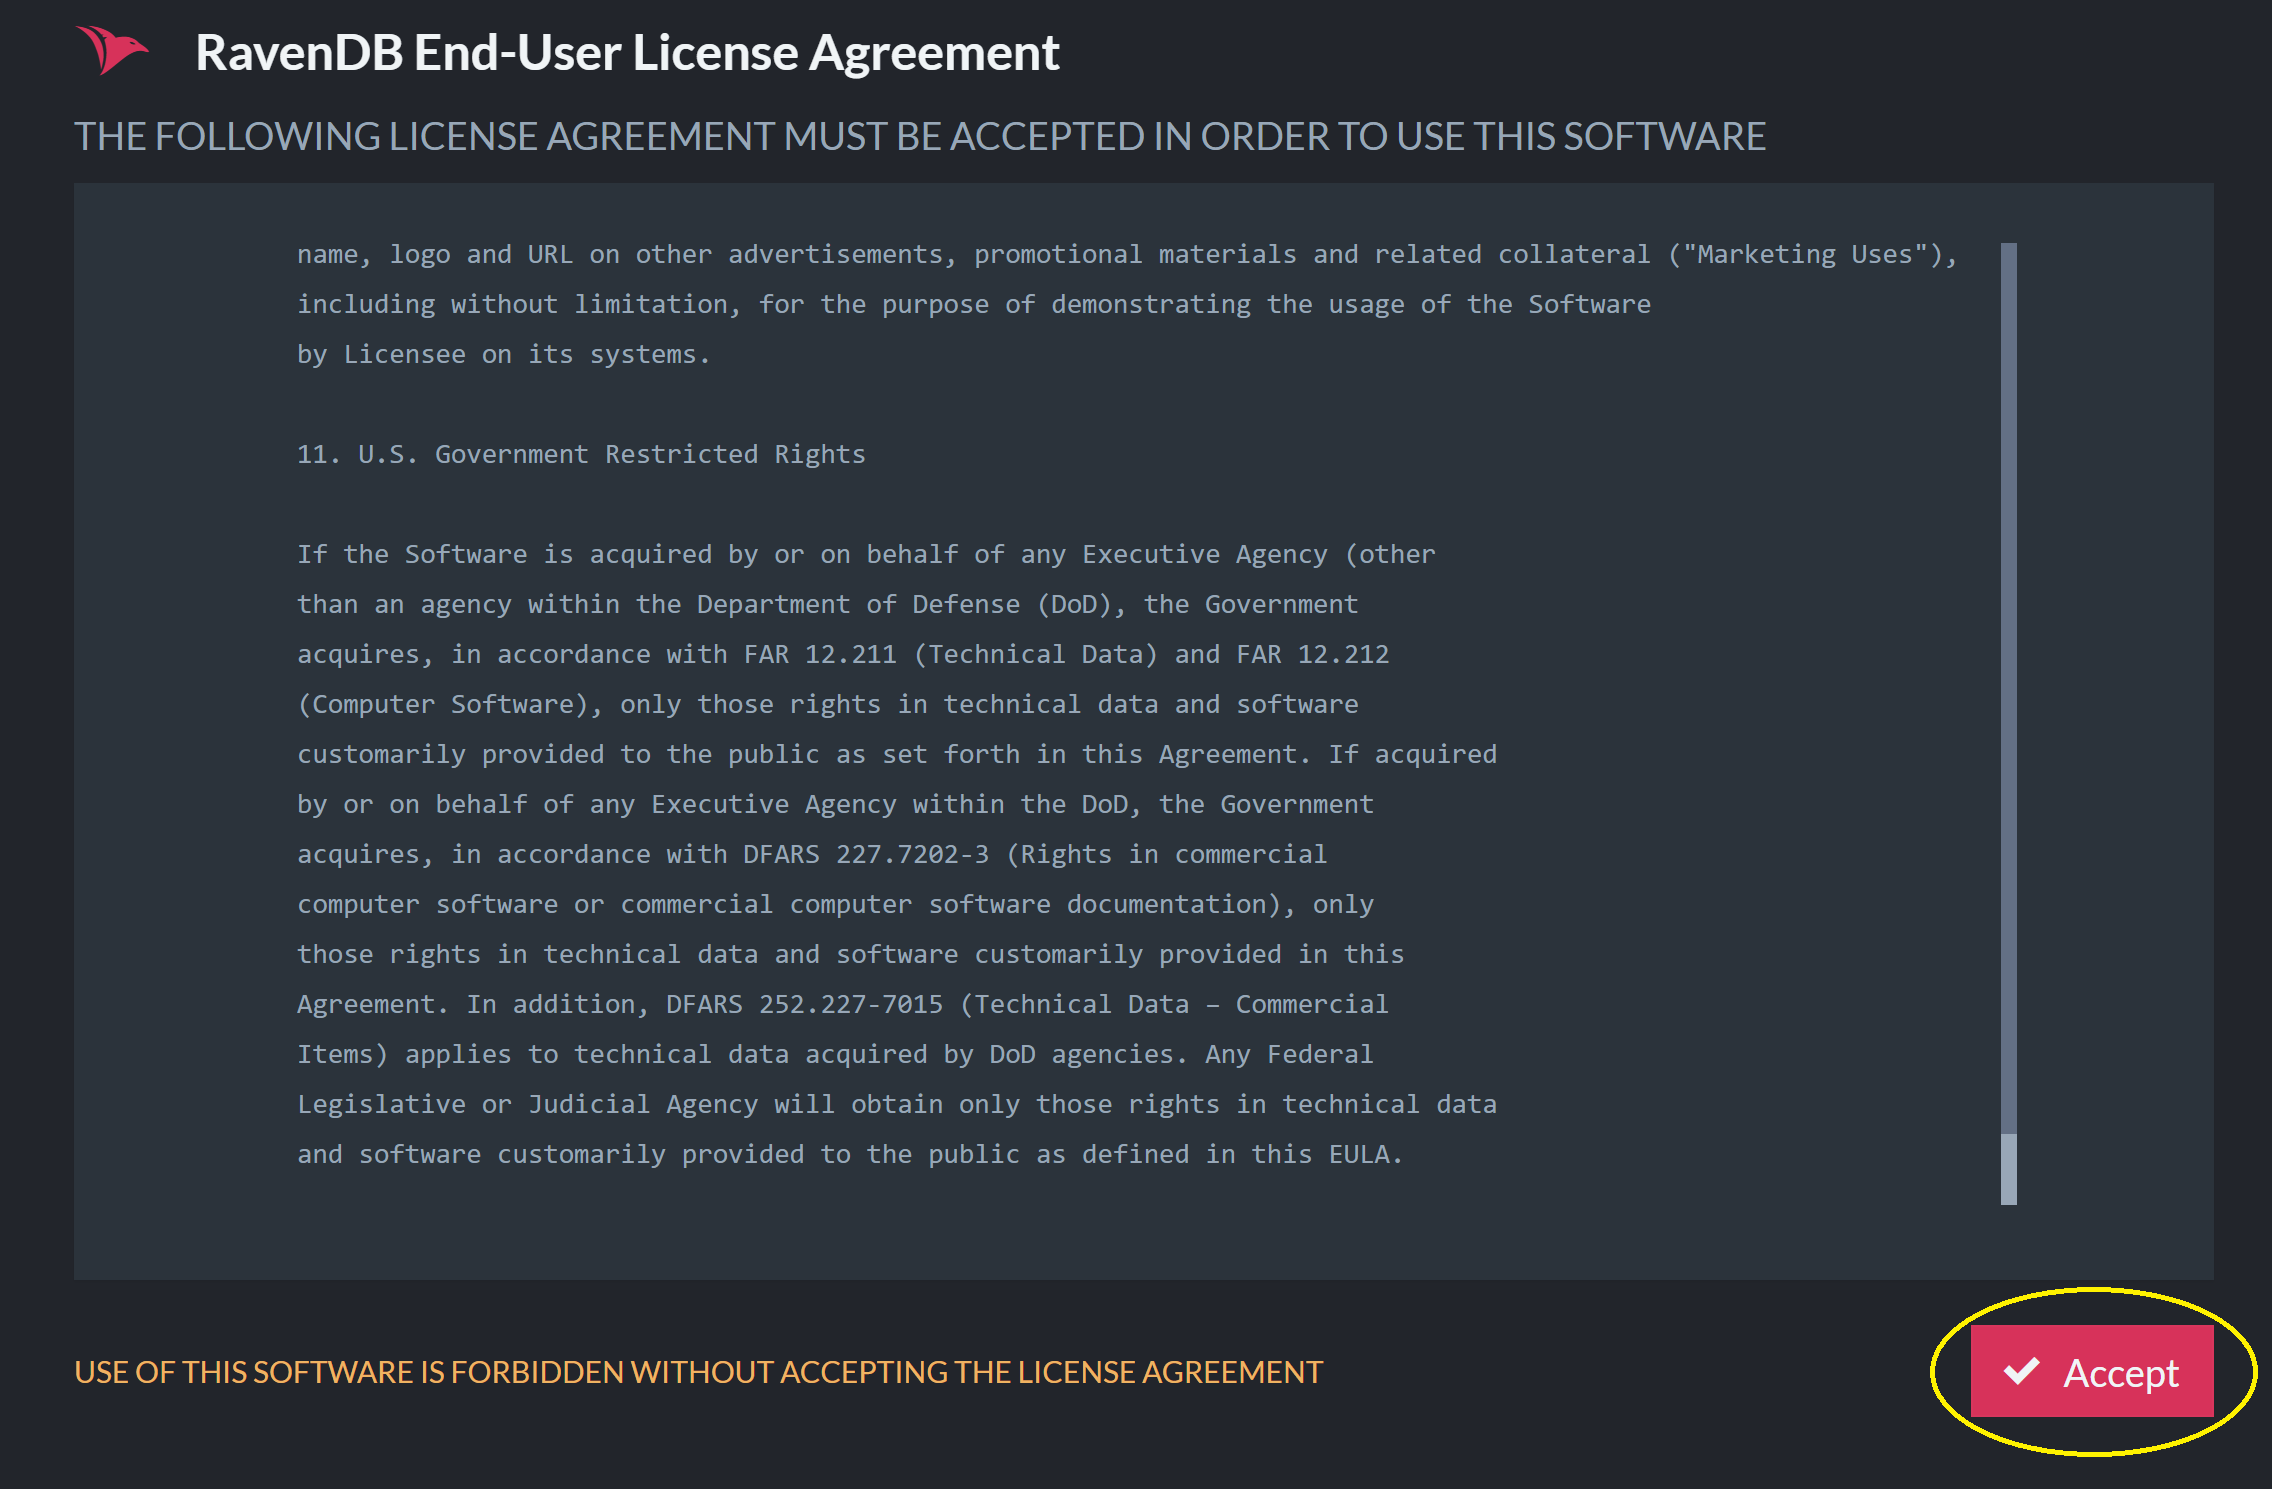 RavenDB End-User License Agreement
THE FOLLOWING LICENSE AGREEMENT MUST BE ACCEPTED IN ORDER TO USE THIS SOFTWARE
name, logo and URL on other advertisements, promotional materials and related collateral ("Marketing Uses"),
including without limitation, for the purpose of demonstrating the usage of the Software
by Licensee on its systems.
11. U.S. Government Restricted Rights
If the Software is acquired by or on behalf of any Executive Agency (other
than an agency within the Department of Defense (DoD), the Government
acquires, in accordance with FAR 12.211 (Technical Data) and FAR 12.212
(Computer Software), only those rights in technical data and software
customarily provided to the public as set forth in this Agreement. If acquired
by or on behalf of any Executive Agency within the DoD, the Government
acquires, in accordance with DFARS 227.7202-3 (Rights in commercial
computer software or commercial computer software documentation), only
those rights in technical data and software customarily provided in this
Agreement. In addition, DFARS 252.227-7015 (Technical Data – Commercial
Items) applies to technical data acquired by DoD agencies. Any Federal
Legislative or Judicial Agency will obtain only those rights in technical data
and software customarily provided to the public as defined in this EULA.
USE OF THIS SOFTWARE IS FORBIDDEN WITHOUT ACCEPTING THE LICENSE AGREEMENT
Accept